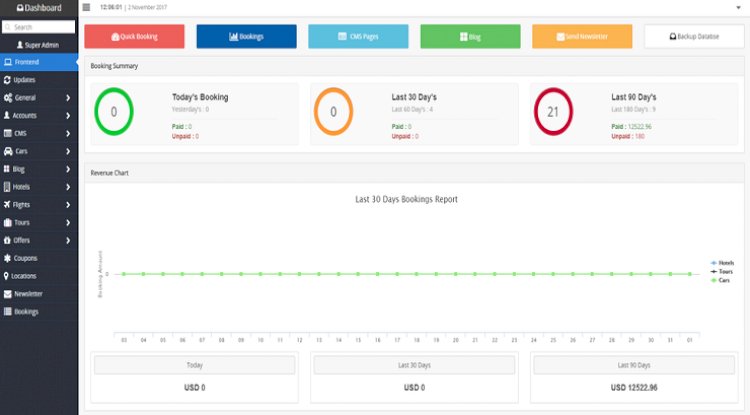 Dashboard
12:06:01 | 2 November 2017
Search
Super Admin
Frontend
Updates
General
Accounts
CMS
Cars
Blog
Hotels
Flights
Tours
Offers
Coupons
Locations
Newsletter
Bookings
Quick Booking
Bookings
CMS Pages
Blog
Send Newsletter
Backup Databse
Booking Summary
0
Today's Booking
Yesterday's : 0
Paid : 0
Unpaid : 0
0
Last 30 Day's
Last 60 Day's : 4
Paid : 0
Unpaid : 0
21
Last 90 Day's
Last 180 Day's : 9
Paid : 12522.96
Unpaid : 180
Revenue Chart
Last 30 Days Bookings Report
Booking Amount
0
Hotels
Tours
Cars
03 04 05 06 07 08 09 10 11 12 13 14 15 16 17 18 19 20 21 22 23 24 25 26 27 28 29 30 31 01
Today
USD 0
Last 30 Days
USD 0
Last 90 Days
USD 12522.96